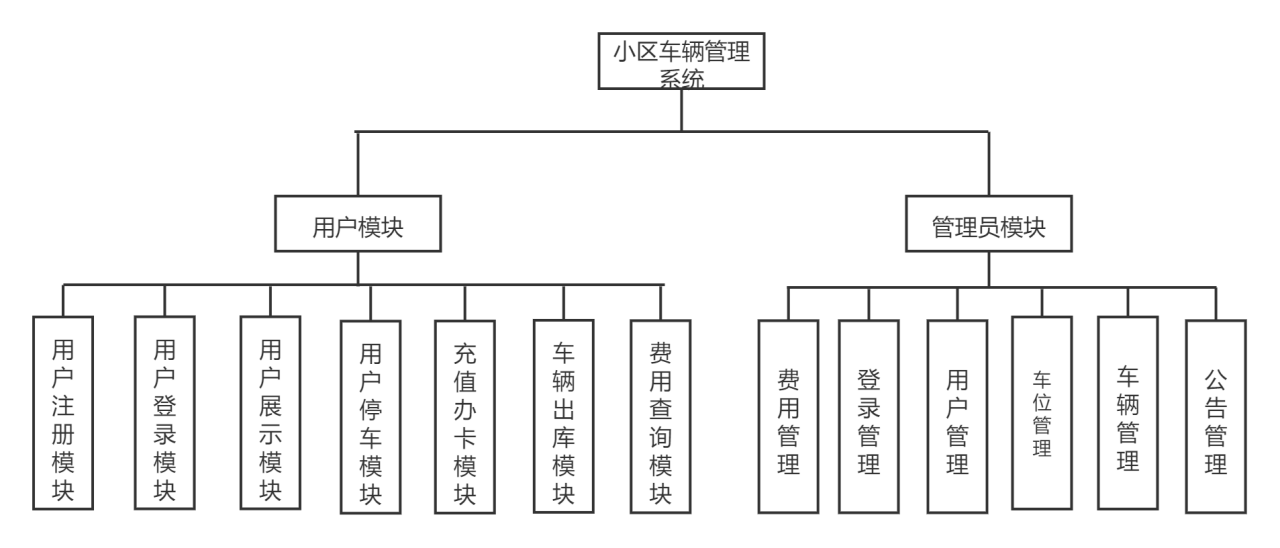 小区车辆管理
系统
用户模块
管理员模块
用户注册模块
用户登录模块
用户展示模块
用户停车模块
充值办卡模块
车辆出库模块
费用查询模块
费用管理
登录管理
用户管理
车位管理
车辆管理
公告管理